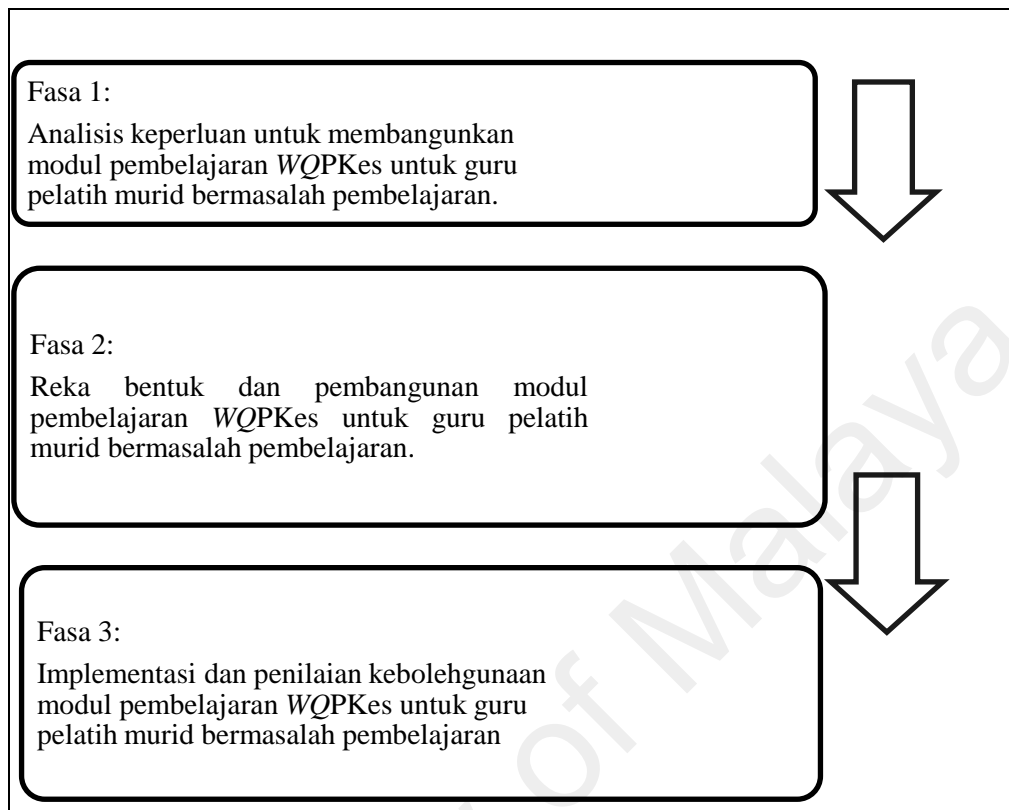 Fasa 1:
Analisis keperluan untuk membangunkan
modul pembelajaran WQPKes untuk guru
pelatih murid bermasalah pembelajaran.
Fasa 2:
Reka bentuk dan pembangunan modul
pembelajaran WQPKes untuk guru pelatih
murid bermasalah pembelajaran.
Fasa 3:
Implementasi dan penilaian kebolehgunaan
modul pembelajaran WQPKes untuk guru
pelatih murid bermasalah pembelajaran
of Malaya